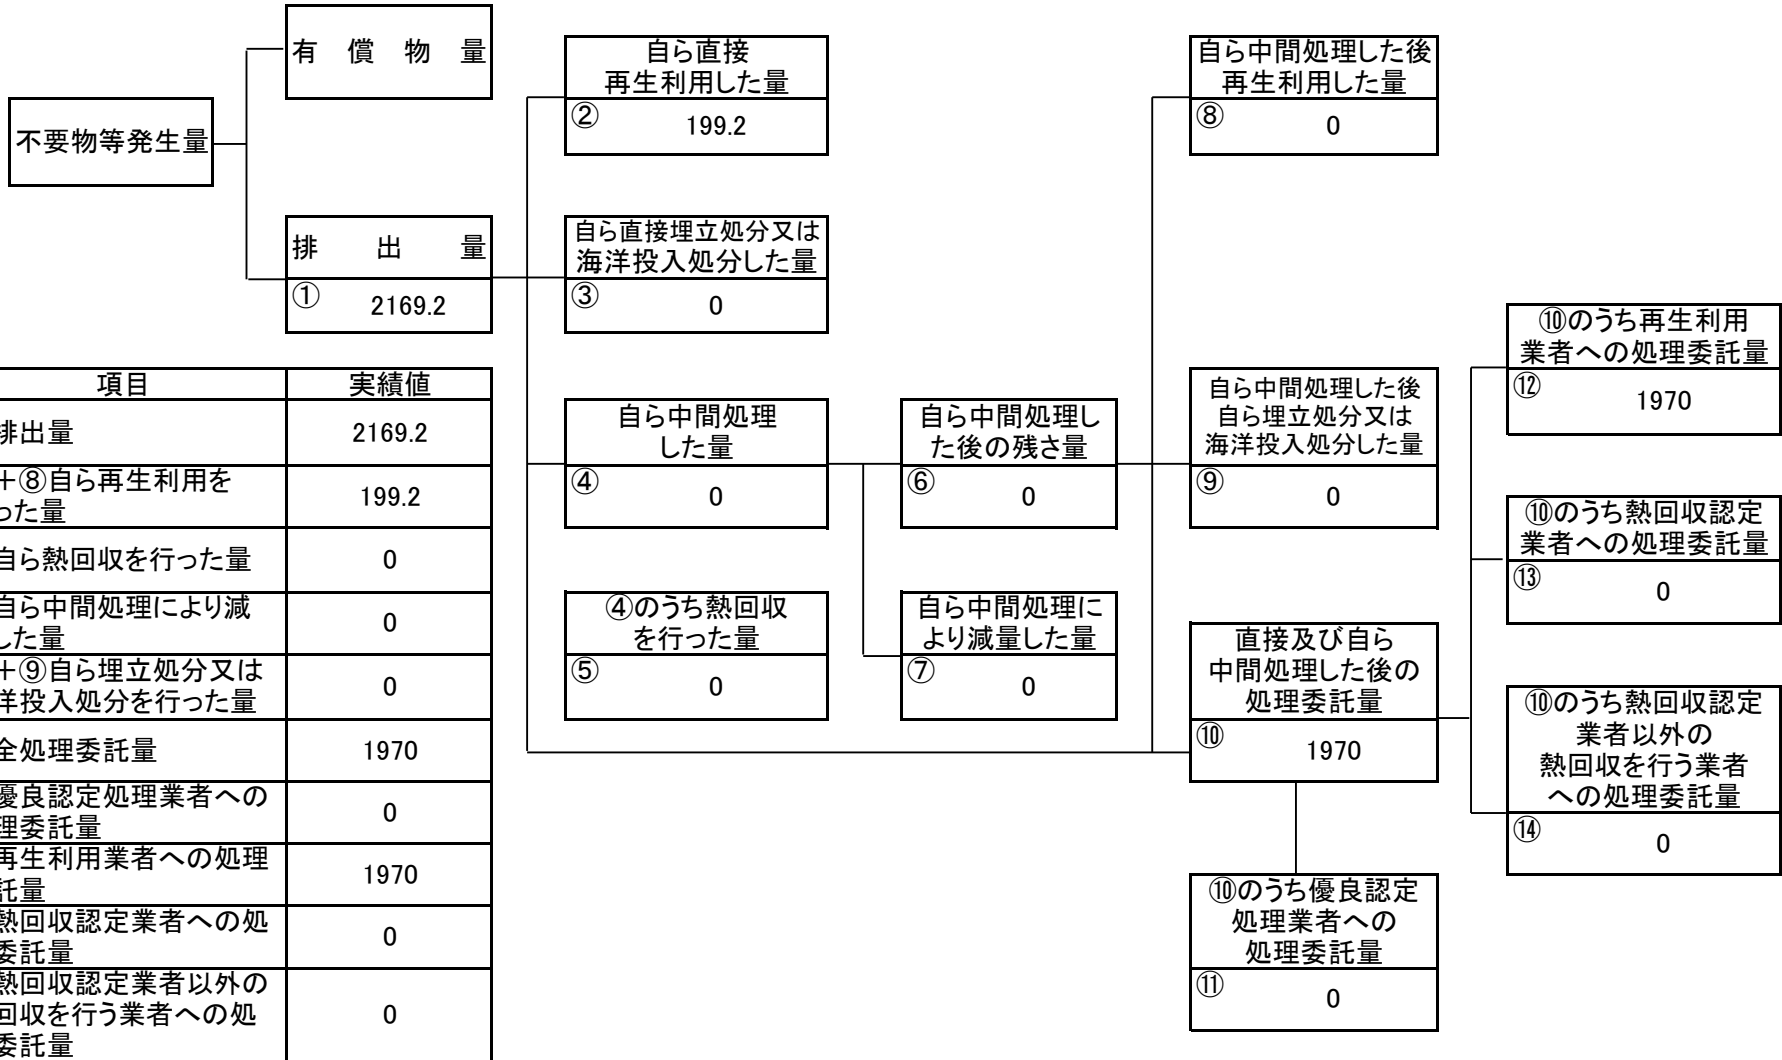 有償物量
不要物等発生量
排出量
①
2169.2
自ら直接
再生利用した量
②
199.2
自ら直接埋立処分又は
海洋投入処分した量
③
0
自ら中間処理
した量
④
0
④のうち熱回収
を行った量
⑤
0
自ら中間処理し
た後の残さ量
⑥
0
自ら中間処理に
より減量した量
⑦
0
自ら中間処理した後
再生利用した量
⑧
0
自ら中間処理した後
自ら埋立処分又は
海洋投入処分した量
⑨
0
直接及び自ら
中間処理した後の
処理委託量
⑩
1970
⑩のうち優良認定
処理業者への
処理委託量
⑪
0
⑩のうち再生利用
業者への処理委託量
⑫
1970
⑩のうち熱回収認定
業者への処理委託量
⑬
0
⑩のうち熱回収認定
業者以外の
熱回収を行う業者
への処理委託量
⑭
0
項目 実績値
排出量 2169.2
+⑧自ら再生利用を
った量
199.2
自ら熱回収を行った量 0
自ら中間処理により減
した量
0
+⑨自ら埋立処分又は
洋投入処分を行った量
0
全処理委託量 1970
優良認定処理業者への
理委託量
0
再生利用業者への処理
託量
1970
熱回収認定業者への処
委託量
0
熱回収認定業者以外の
回収を行う業者への処
委託量
0